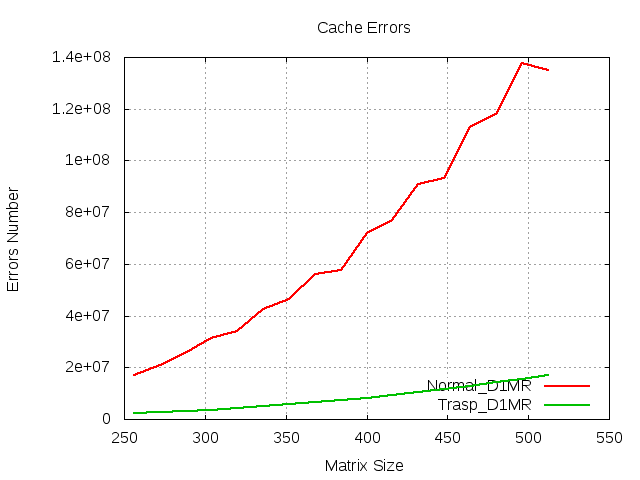 Cache Errors
1.4e+08
1.2e+08
1e+08
8e+07
6e+07
4e+07
2e+07
0
Errors Number
Normal_D1MR
Trasp_D1MR
250 300 350 400 450 500 550
Matrix Size